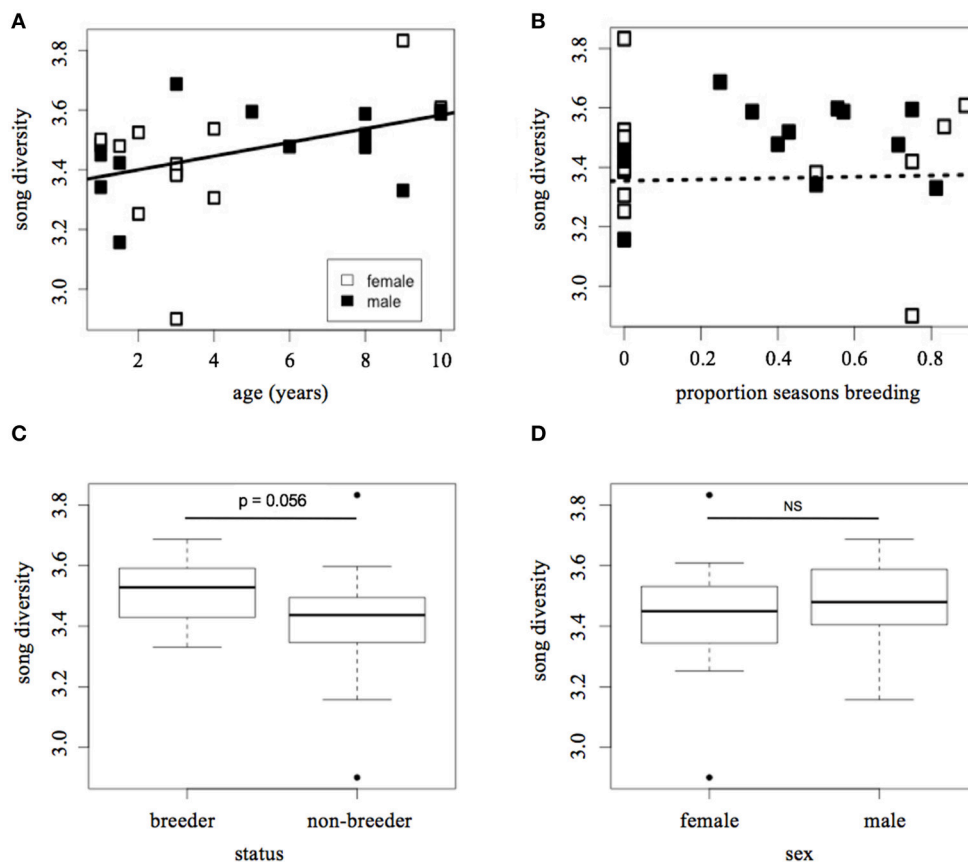 A
3.8
3.6
3.4
3.2
3.0
song diversity
2
4
6
8
10
age (years)
female
male
B
3.8
3.6
3.4
3.2
3.0
song diversity
0
0.2
0.4
0.6
0.8
proportion seasons breeding
C
3.8
3.6
3.4
3.2
3.0
song diversity
p = 0.056
breeder
non-breeder
status
D
3.8
3.6
3.4
3.2
3.0
song diversity
NS
female
male
sex